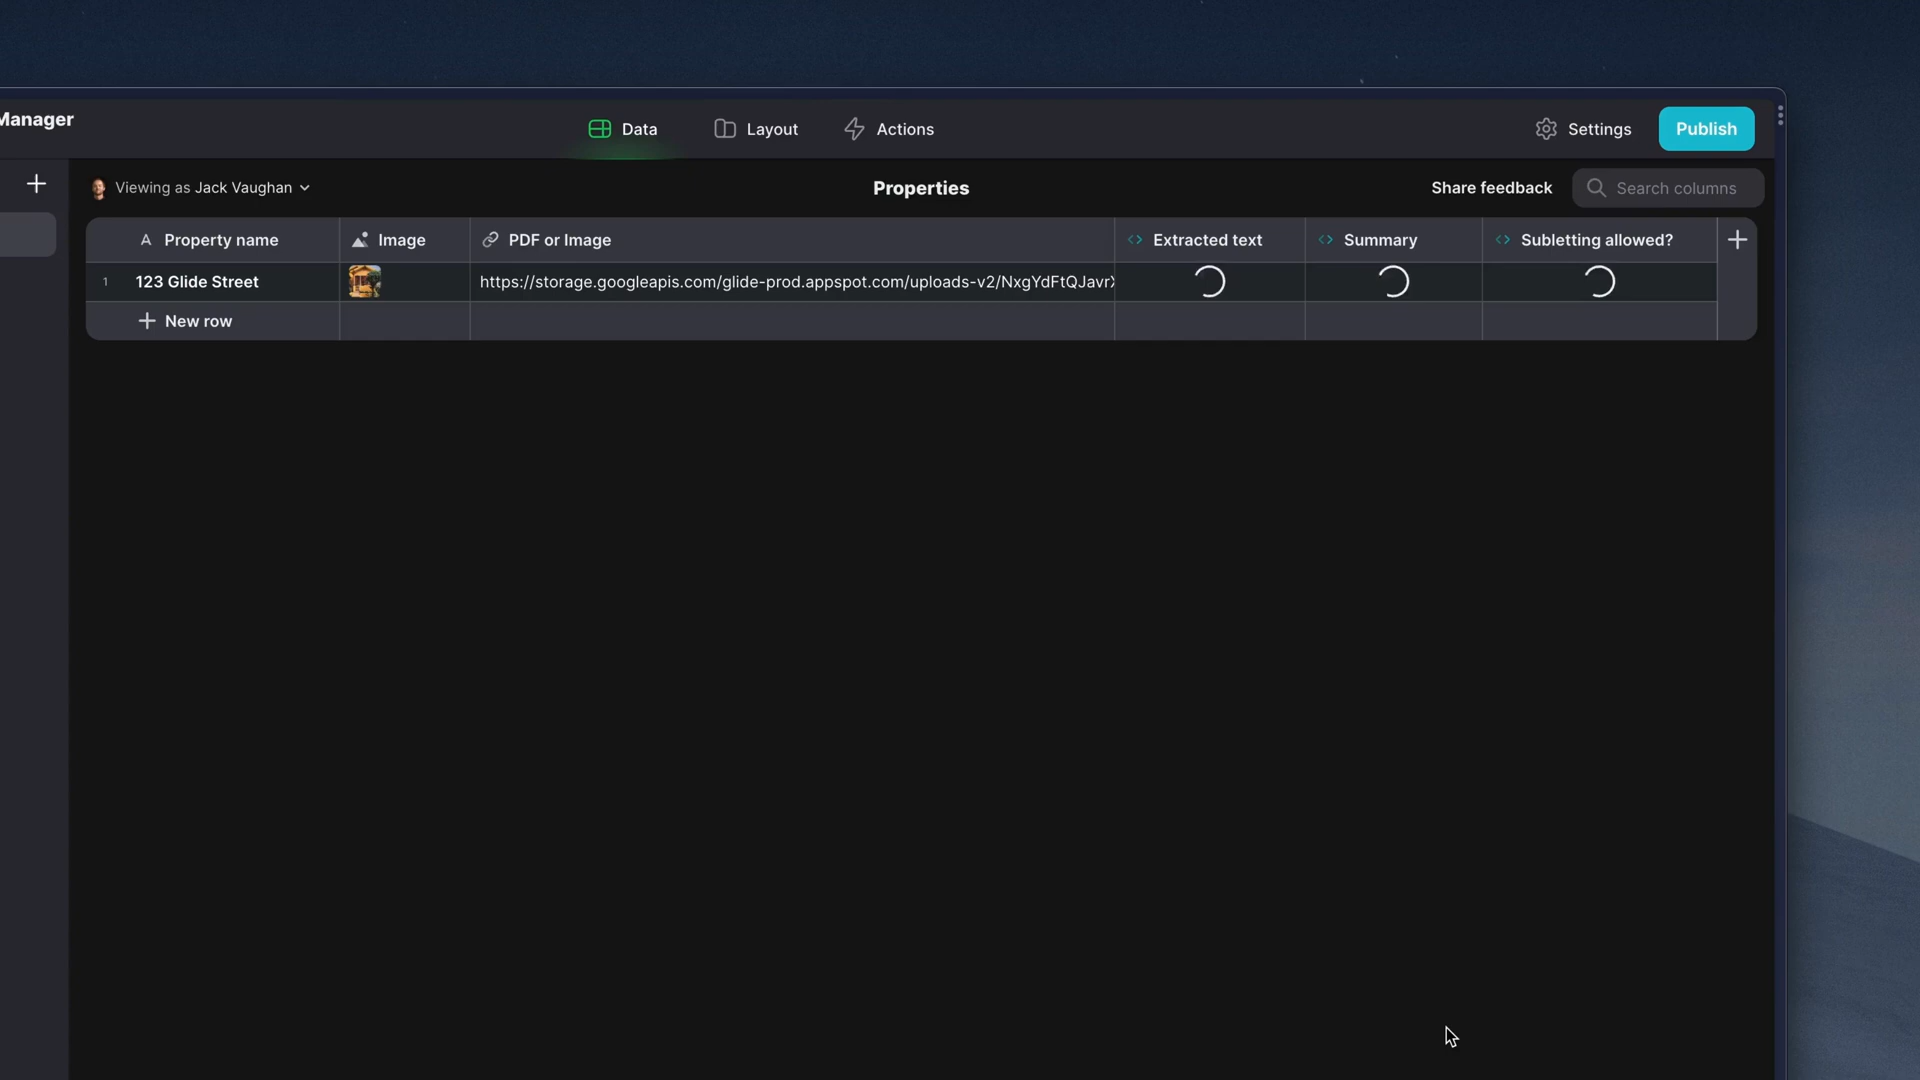 Manager
Data
Layout
Actions
Settings
Publish
Viewing as Jack Vaughan
Properties
Share feedback
Search columns
Property name
Image
PDF or Image
Extracted text
Summary
Subletting allowed?
1
123 Glide Street
https://storage.googleapis.com/glide-prod.appspot.com/uploads-v2/NxgYdFtQJavr
New row